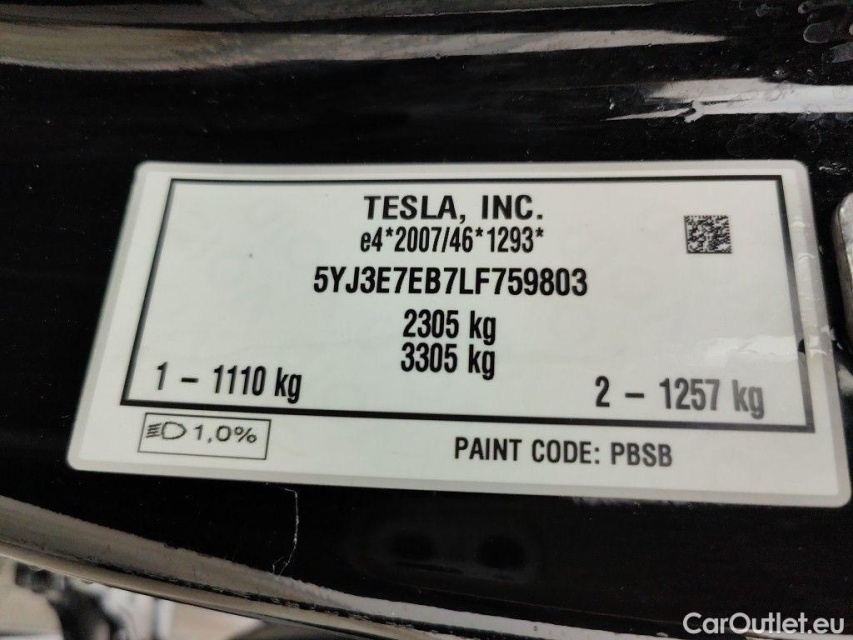 TESLA, INC.
e4*2007/46*1293*
5YJ3E7EB7LF759803
2305 kg
3305 kg
1 - 1110 kg
2 - 1257 kg
1,0%
PAINT CODE: PBSB
CarOutlet.eu